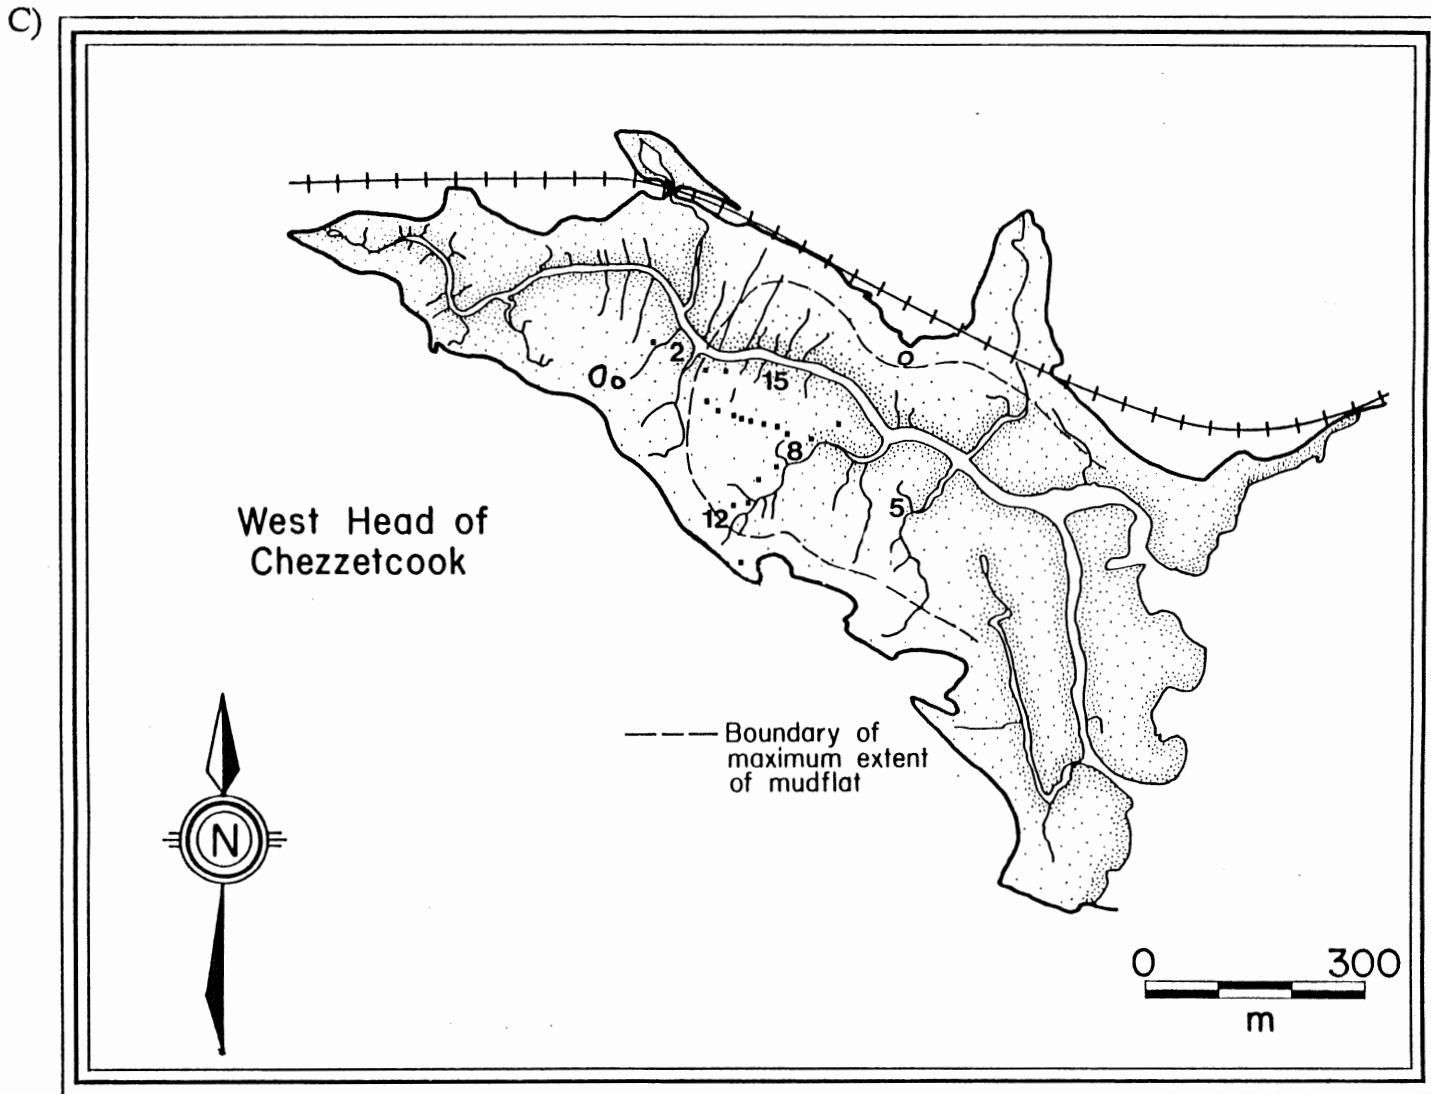 C)
2
15
8
5
12
West Head of
Chezzetcook
Boundary of
maximum extent
of mudflat
N
0 300
m